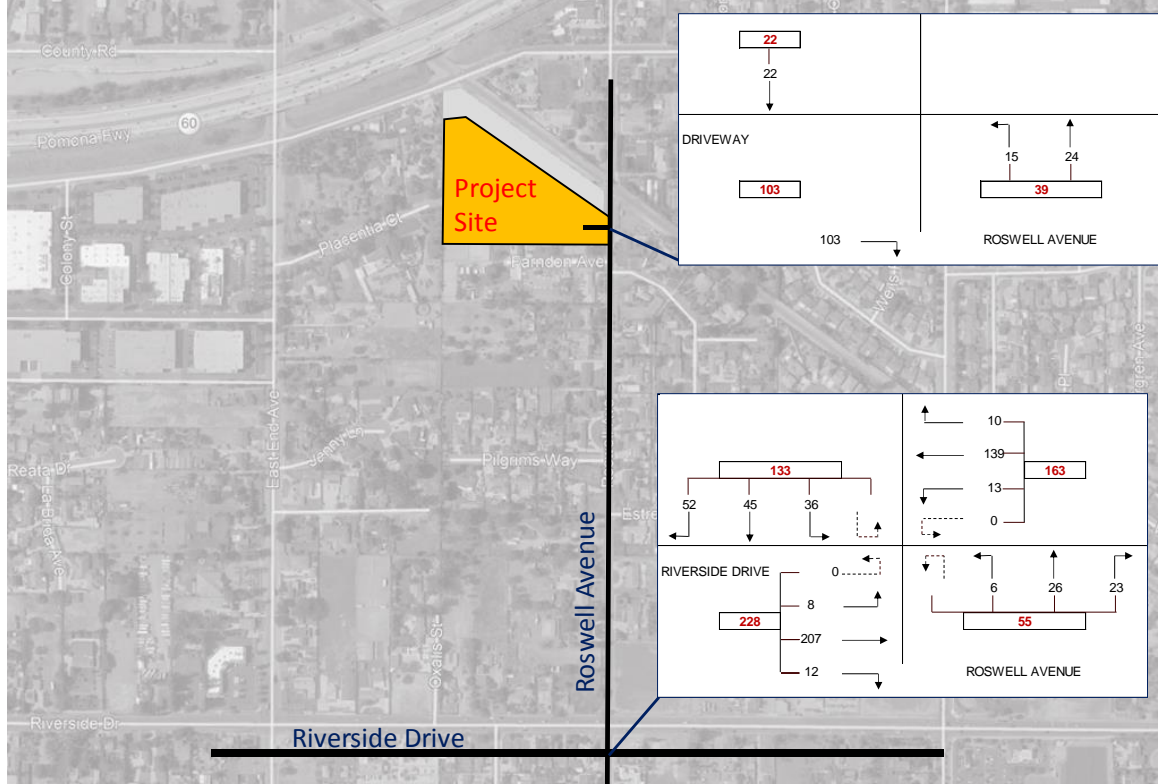 County Rd
60
Pomona Fwy
Colony St
Placentia Ct
Project
Site
Farndon Ave
22
22
DRIVEWAY
15
24
103
39
103
ROSWELL AVENUE
Reata Dr
East End Ave
Jenny Ln
Pilgrims Way
Oxalis St
Roswell Avenue
133
52
45
36
10
139
163
13
0
RIVERSIDE DRIVE
0
8
228
207
12
6
26
23
55
ROSWELL AVENUE
Riverside Dr
Riverside Drive